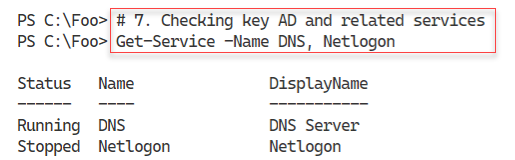 PS C:\Foo> # 7. Checking key AD and related services
PS C:\Foo> Get-Service -Name DNS, Netlogon
Status Name DisplayName
------ ---- -----------
Running DNS DNS Server
Stopped Netlogon Netlogon